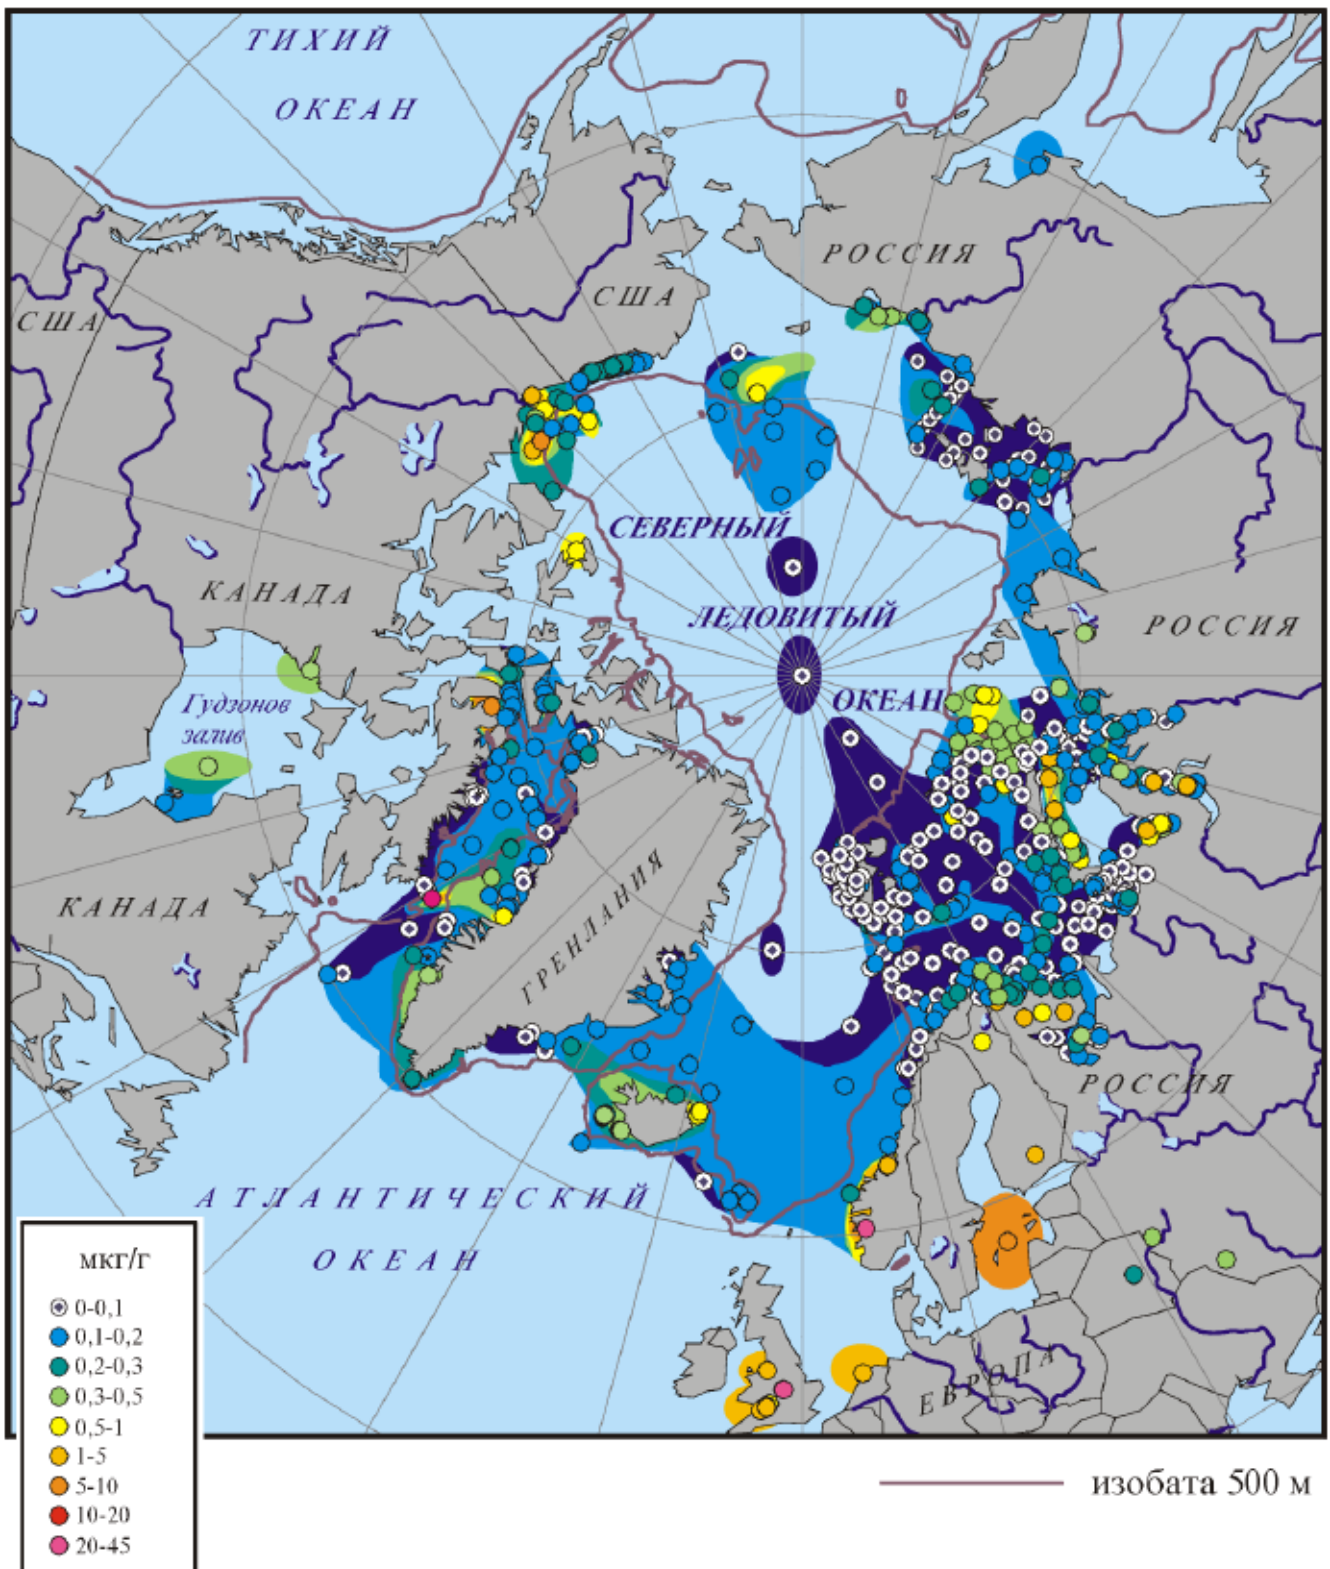 ТИХИЙ
ОКЕАН
РОССИЯ
США
США
СЕВЕРНЫЙ
КАНАДА
ЛЕДОВИТЫЙ
РОССИЯ
ОКЕАН
Гудзонов
залив
КАНАДА
ГРЕНЛАНДИЯ
РОССИЯ
АТЛАНТИЧЕСКИЙ
ОКЕАН
ЕВРОПА
мкг/г
0-0,1
0,1-0,2
0,2-0,3
0,3-0,5
0,5-1
1-5
5-10
10-20
20-45
изобата 500 м